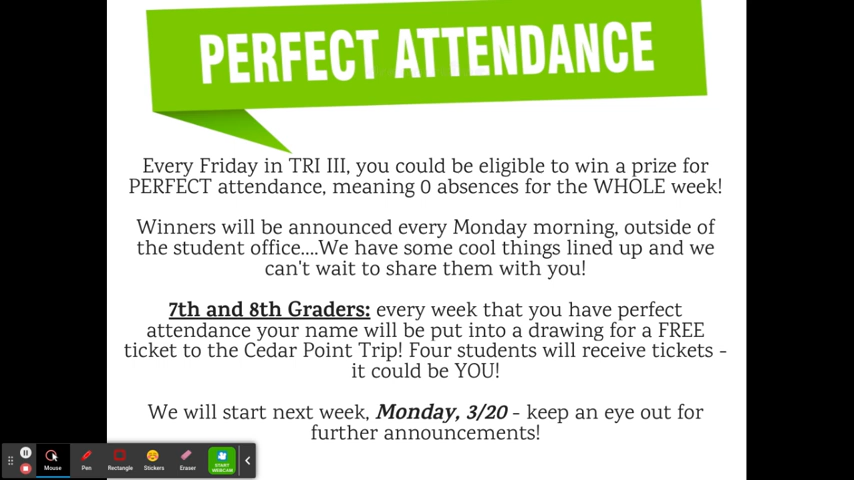 PERFECT ATTENDANCE
Every Friday in TRI III, you could be eligible to win a prize for
PERFECT attendance, meaning 0 absences for the WHOLE week!
Winners will be announced every Monday morning, outside of
the student office....We have some cool things lined up and we
can't wait to share them with you!
7th and 8th Graders: every week that you have perfect
attendance your name will be put into a drawing for a FREE
ticket to the Cedar Point Trip! Four students will receive tickets -
it could be YOU!
We will start next week, Monday, 3/20 - keep an eye out for
further announcements!
Mouse Pen Rectangle Stickers Eraser START WEBCAM